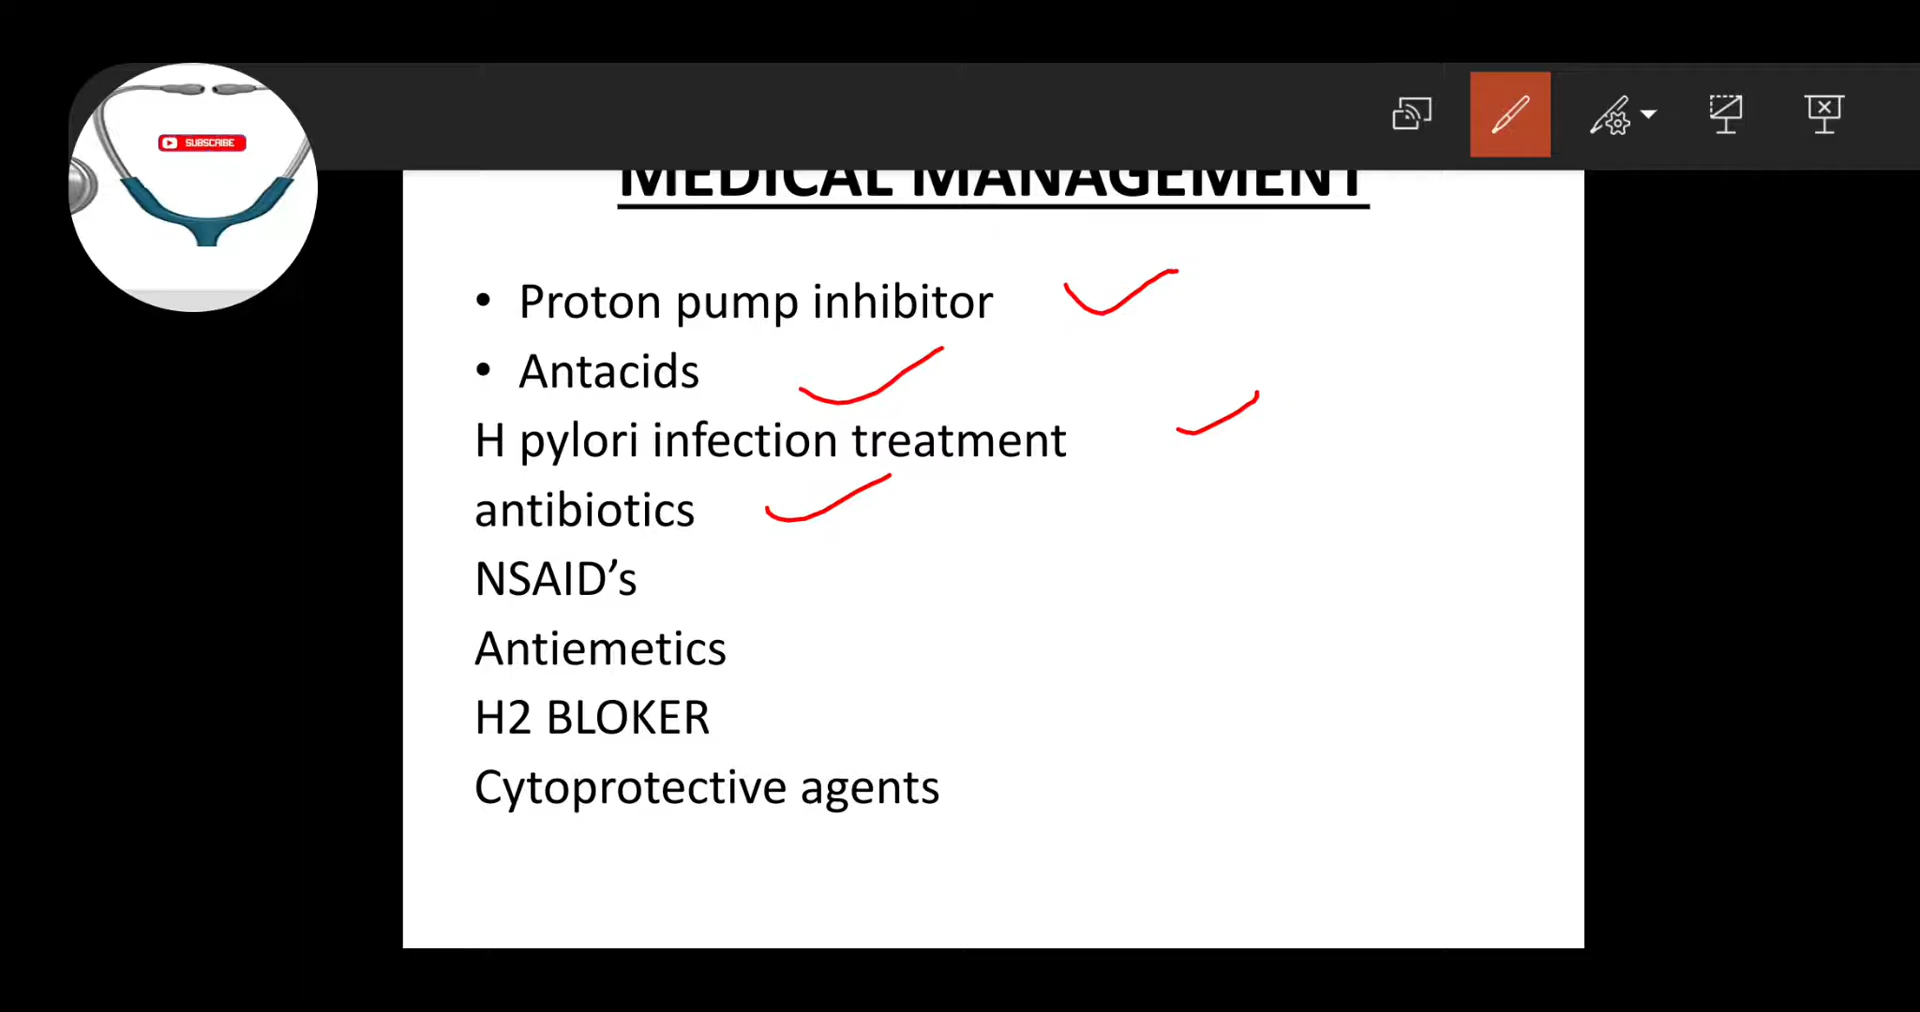 SUBSCRIBE
MEDICAL MANAGEMENT
• Proton pump inhibitor
• Antacids
H pylori infection treatment
antibiotics
NSAID’s
Antiemetics
H2 BLOKER
Cytoprotective agents